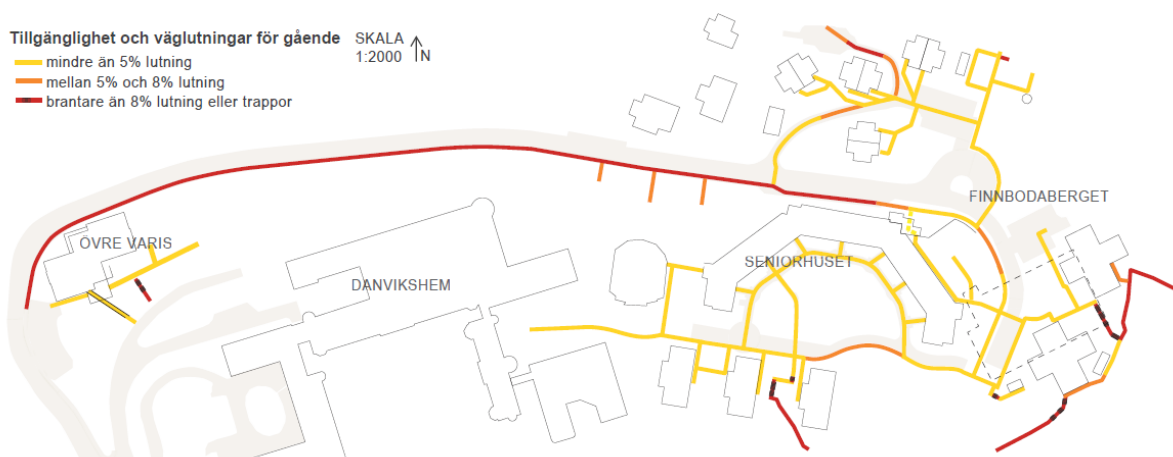 Tillgänglighet och väglutningar för gående
SKALA
1:2000
N
mindre än 5% lutning
mellan 5% och 8% lutning
brantare än 8% lutning eller trappor
FINNBODABERGET
ÖVRE VARIS
SENIORHUSET
DANVIKSHEM